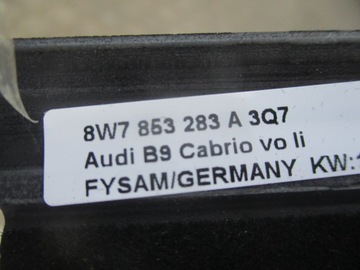 8W7 853 283 A 3Q7
Audi B9 Cabrio vo li
FYSAM/GERMANY KW: